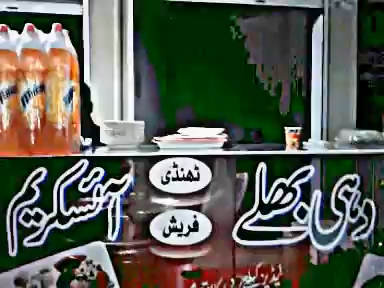 دہی بھلے
ٹھنڈی
فریش
آئسکریم